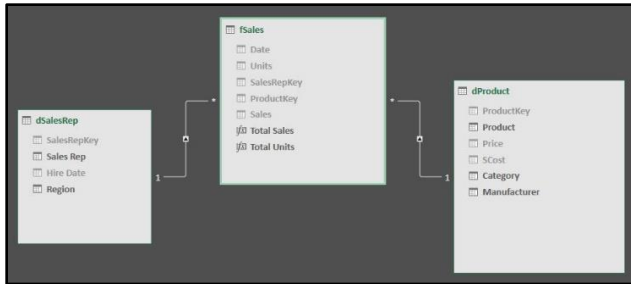 fSales
Date
Units
SalesRepKey
ProductKey
Sales
Total Sales
Total Units
dSalesRep
SalesRepKey
Sales Rep
Hire Date
Region
dProduct
ProductKey
Product
Price
SCost
Category
Manufacturer
*
*
1
1